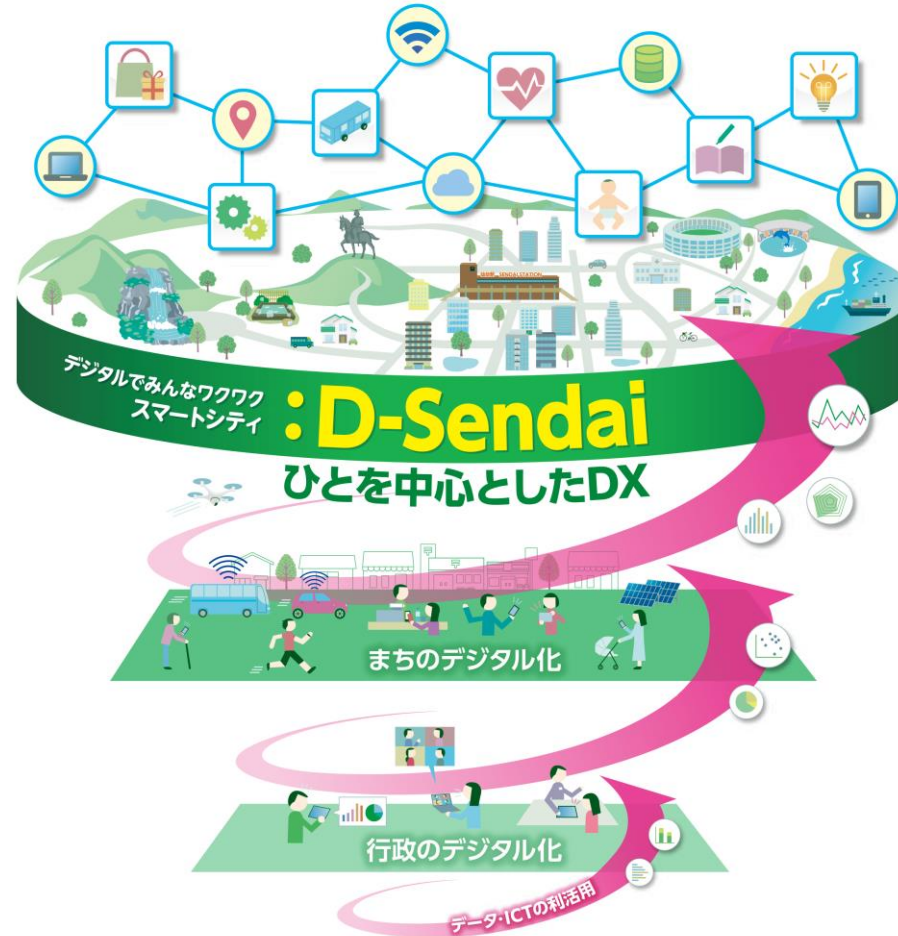 SENDAI STATION
デジタルでみんなワクワク
スマートシティ
:D-Sendai
ひとを中心としたDX
まちのデジタル化
行政のデジタル化
データ・ICTの利活用